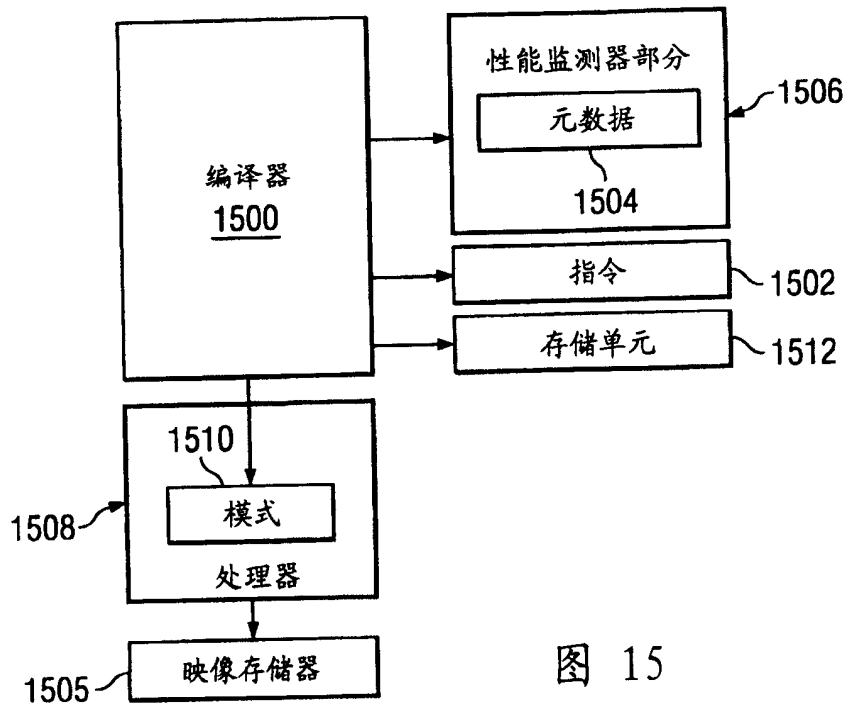 性能监测器部分
1506
元数据
1504
编译器
1500
指令
1502
存储单元
1512
1510
模式
1508
处理器
映像存储器
1505
图 15